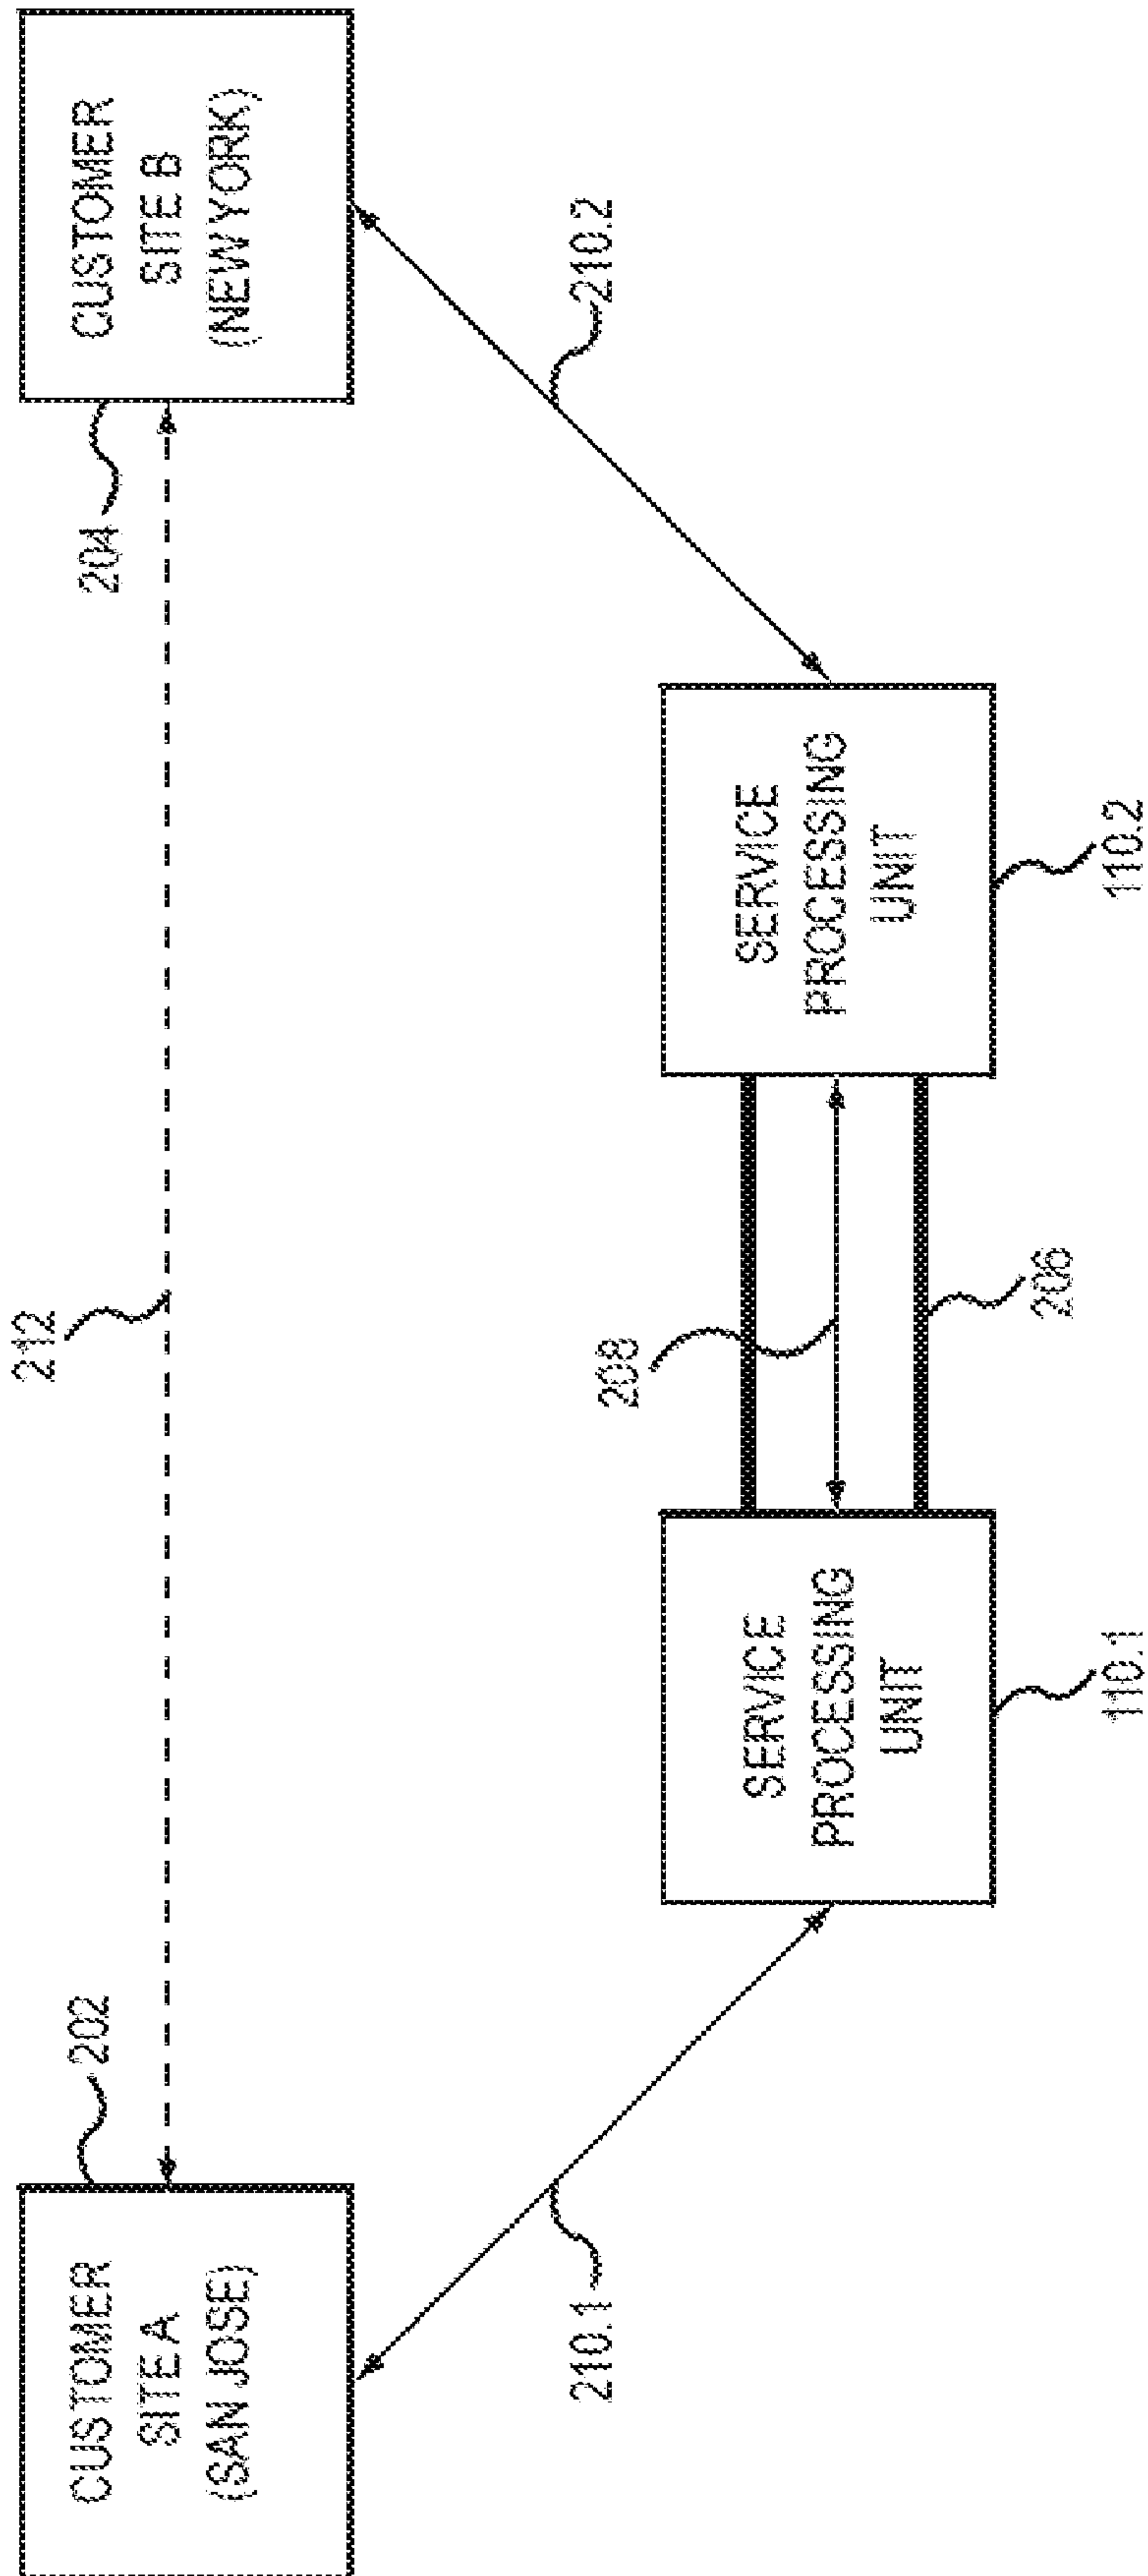 212
CUSTOMER
SITE A
(SAN JOSE)
202
204
CUSTOMER
SITE B
(NEW YORK)
210.1
208
210.2
SERVICE
PROCESSING
UNIT
SERVICE
PROCESSING
UNIT
110.1
206
110.2